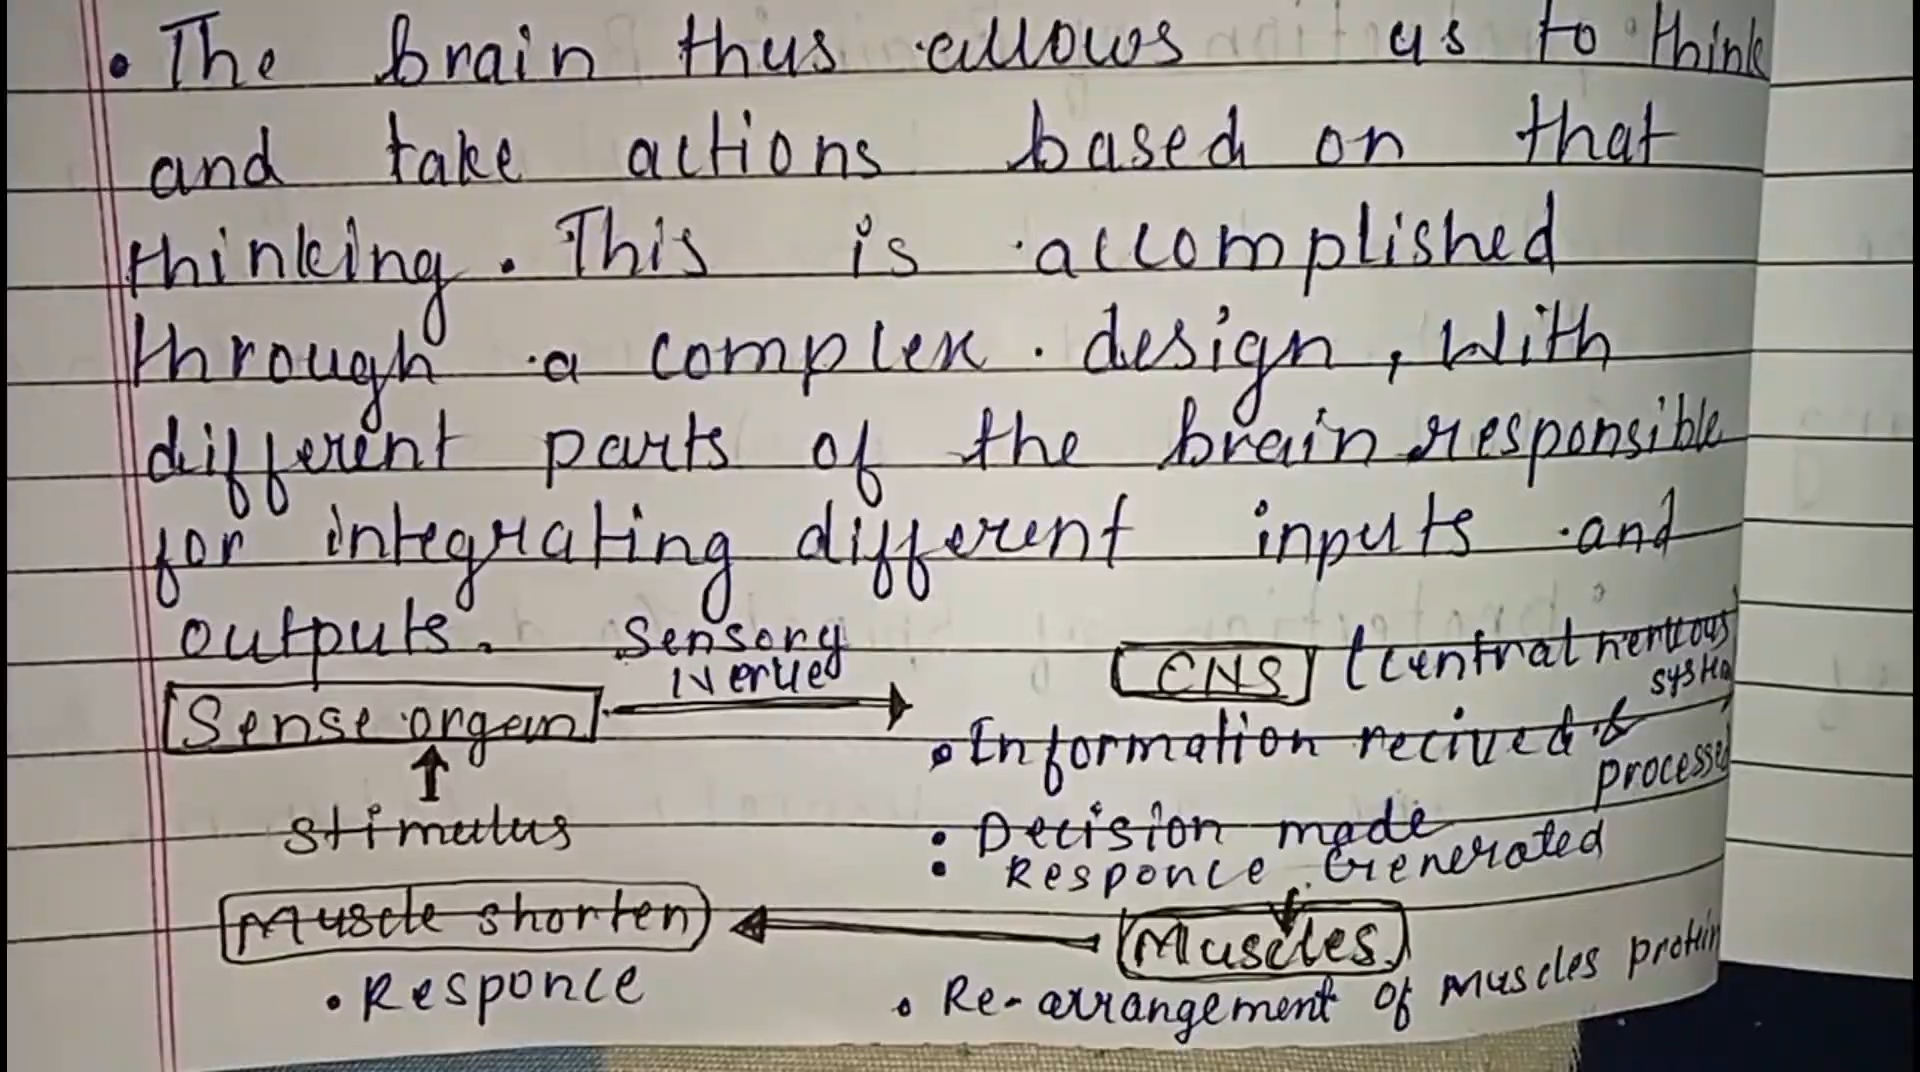 • The brain thus allows us to think
and take actions based on that
thinking. This is accomplished
through a complex design, With
different parts of the brain responsible
for integrating different inputs and
outputs.
Sensory
Nerve
CNS (central nervous
system)
Sense organ
• Information recived &
processed
stimulus
• Decision made
• Responce Generated
Muscle shorten
Muscles
• Responce
• Re-arrangement of Muscles protein